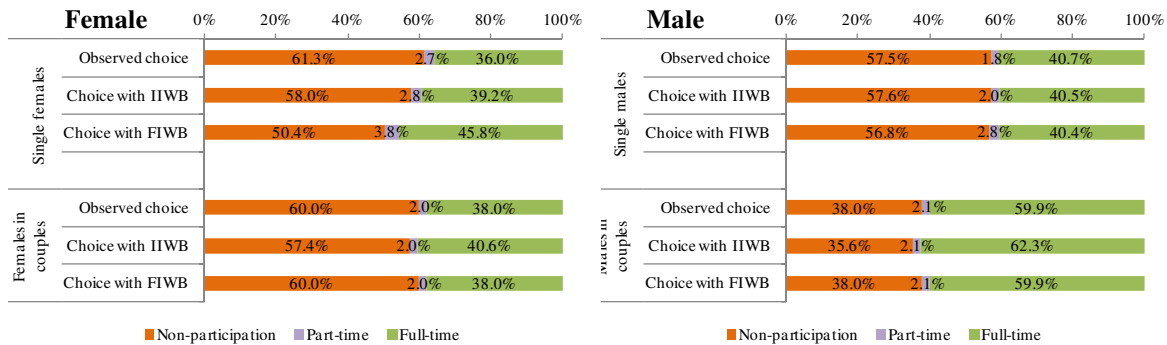 Female
0% 20% 40% 60% 80% 100%
Single females
Observed choice 61.3% 2.7% 36.0%
Choice with IIWB 58.0% 2.8% 39.2%
Choice with FIWB 50.4% 3.8% 45.8%
Females in
couples
Observed choice 60.0% 2.0% 38.0%
Choice with IIWB 57.4% 2.0% 40.6%
Choice with FIWB 60.0% 2.0% 38.0%
Non-participation Part-time Full-time
Male
0% 20% 40% 60% 80% 100%
Single males
Observed choice 57.5% 1.8% 40.7%
Choice with IIWB 57.6% 2.0% 40.5%
Choice with FIWB 56.8% 2.8% 40.4%
Males in
couples
Observed choice 38.0% 2.1% 59.9%
Choice with IIWB 35.6% 2.1% 62.3%
Choice with FIWB 38.0% 2.1% 59.9%
Non-participation Part-time Full-time